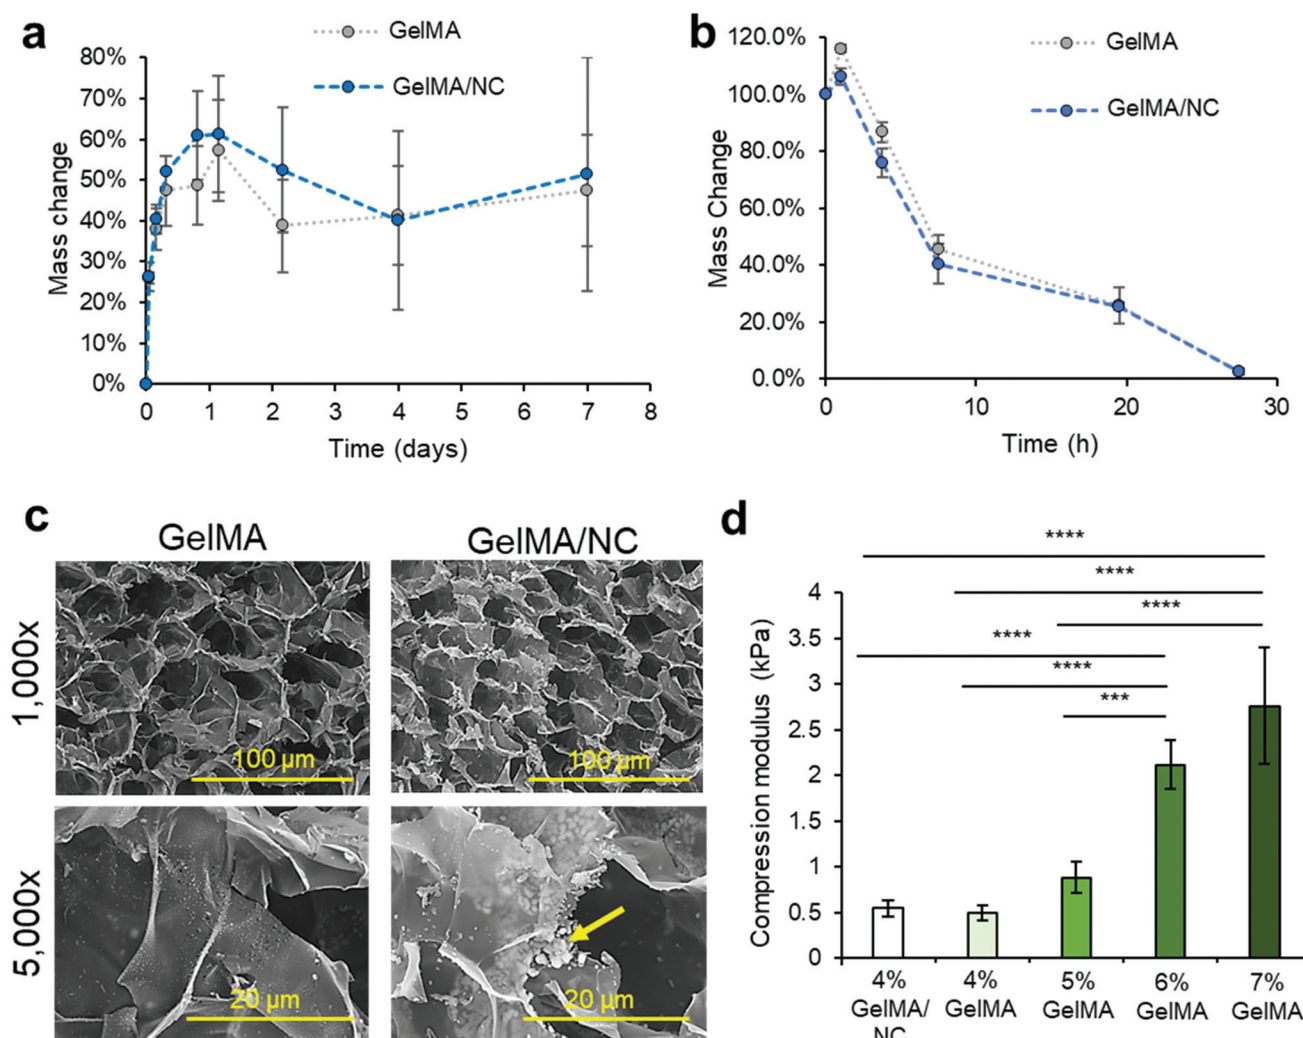 a
GelMA
GelMA/NC
80%
70%
60%
50%
40%
30%
20%
10%
0%
Mass change
0 1 2 3 4 5 6 7 8
Time (days)
b
GelMA
GelMA/NC
120.0%
100.0%
80.0%
60.0%
40.0%
20.0%
0.0%
Mass Change
0 10 20 30
Time (h)
c
GelMA GelMA/NC
1,000x
100 µm 100 µm
5,000x
20 µm 20 µm
d
****
****
****
****
****
***
4
3.5
3
2.5
2
1.5
1
0.5
0
Compression modulus (kPa)
4% 4% 5% 6% 7%
GelMA/ GelMA GelMA GelMA GelMA
NC